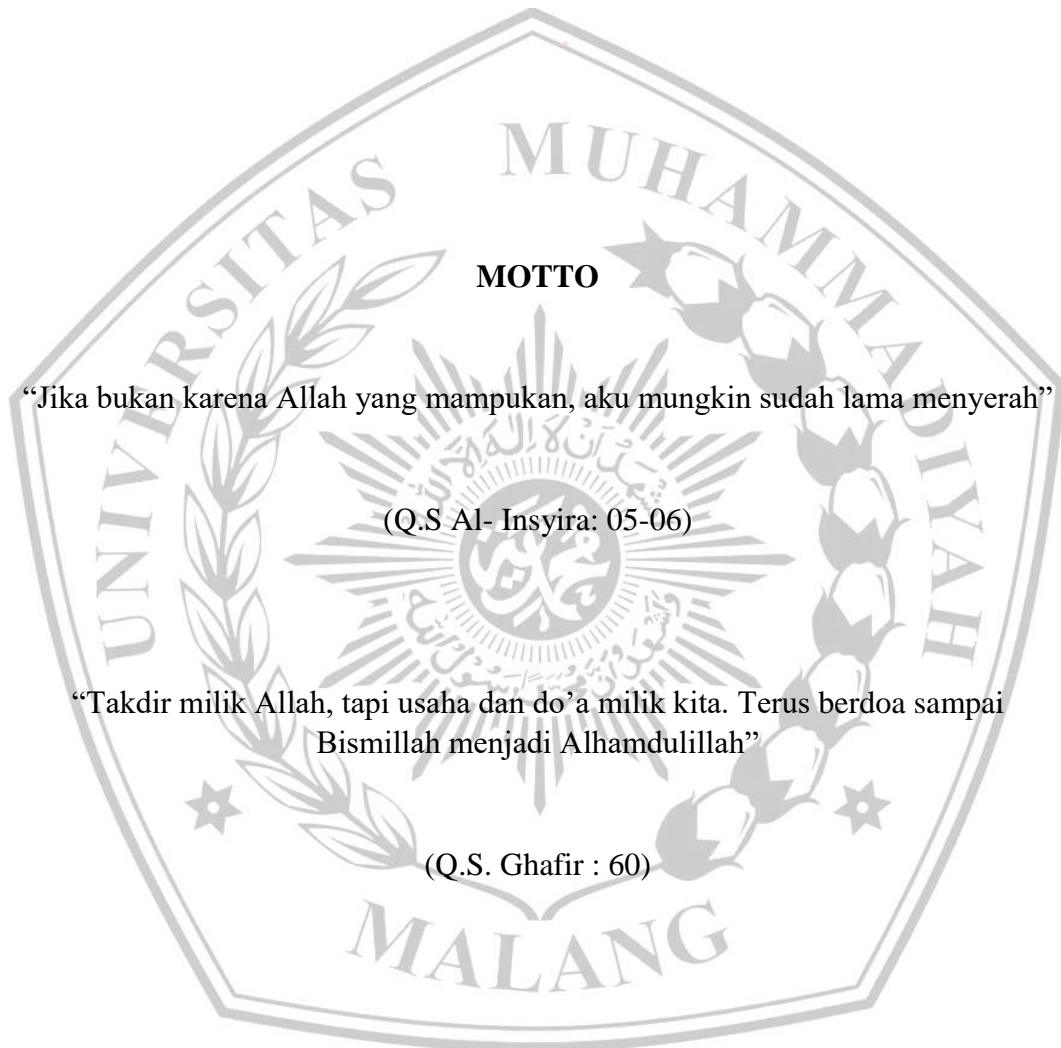 UNIVERSITAS MUHAMMADIYAH
MOTTO
“Jika bukan karena Allah yang mampukan, aku mungkin sudah lama menyerah”
(Q.S Al- Insyira: 05-06)
“Takdir milik Allah, tapi usaha dan do’a milik kita. Terus berdoa sampai
Bismillah menjadi Alhamdulillah”
(Q.S. Ghafir : 60)
MALANG